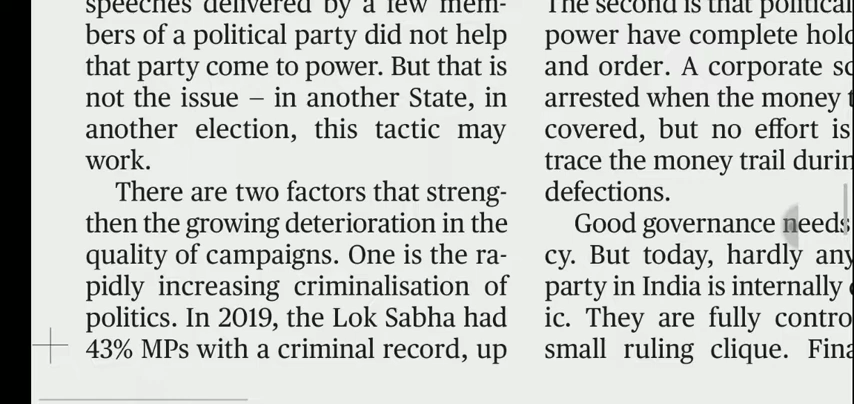 speeches delivered by a few mem-
bers of a political party did not help
that party come to power. But that is
not the issue – in another State, in
another election, this tactic may
work.
There are two factors that streng-
then the growing deterioration in the
quality of campaigns. One is the ra-
pidly increasing criminalisation of
politics. In 2019, the Lok Sabha had
43% MPs with a criminal record, up
The second is that political
power have complete
and order. A corporate
arrested when the money
covered, but no effort is
trace the money trail
defections.
Good governance needs
cy. But today, hardly any
party in India is internally
ic. They are fully
small ruling clique.